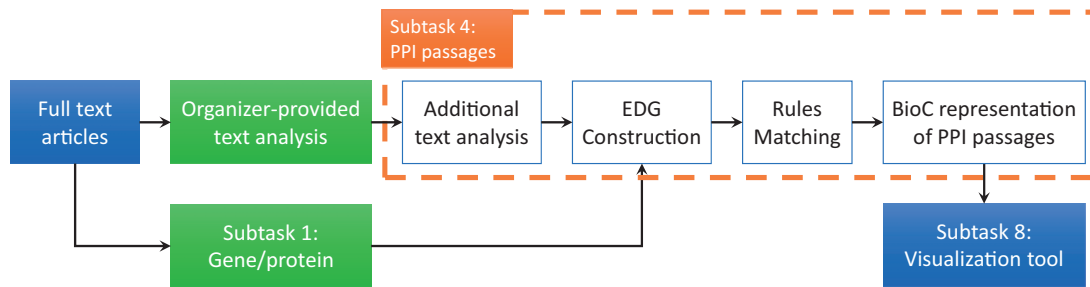 Subtask 4:
PPI passages
Full text
articles
Organizer-provided
text analysis
Additional
text analysis
EDG
Construction
Rules
Matching
BioC representation
of PPI passages
Subtask 1:
Gene/protein
Subtask 8:
Visualization tool